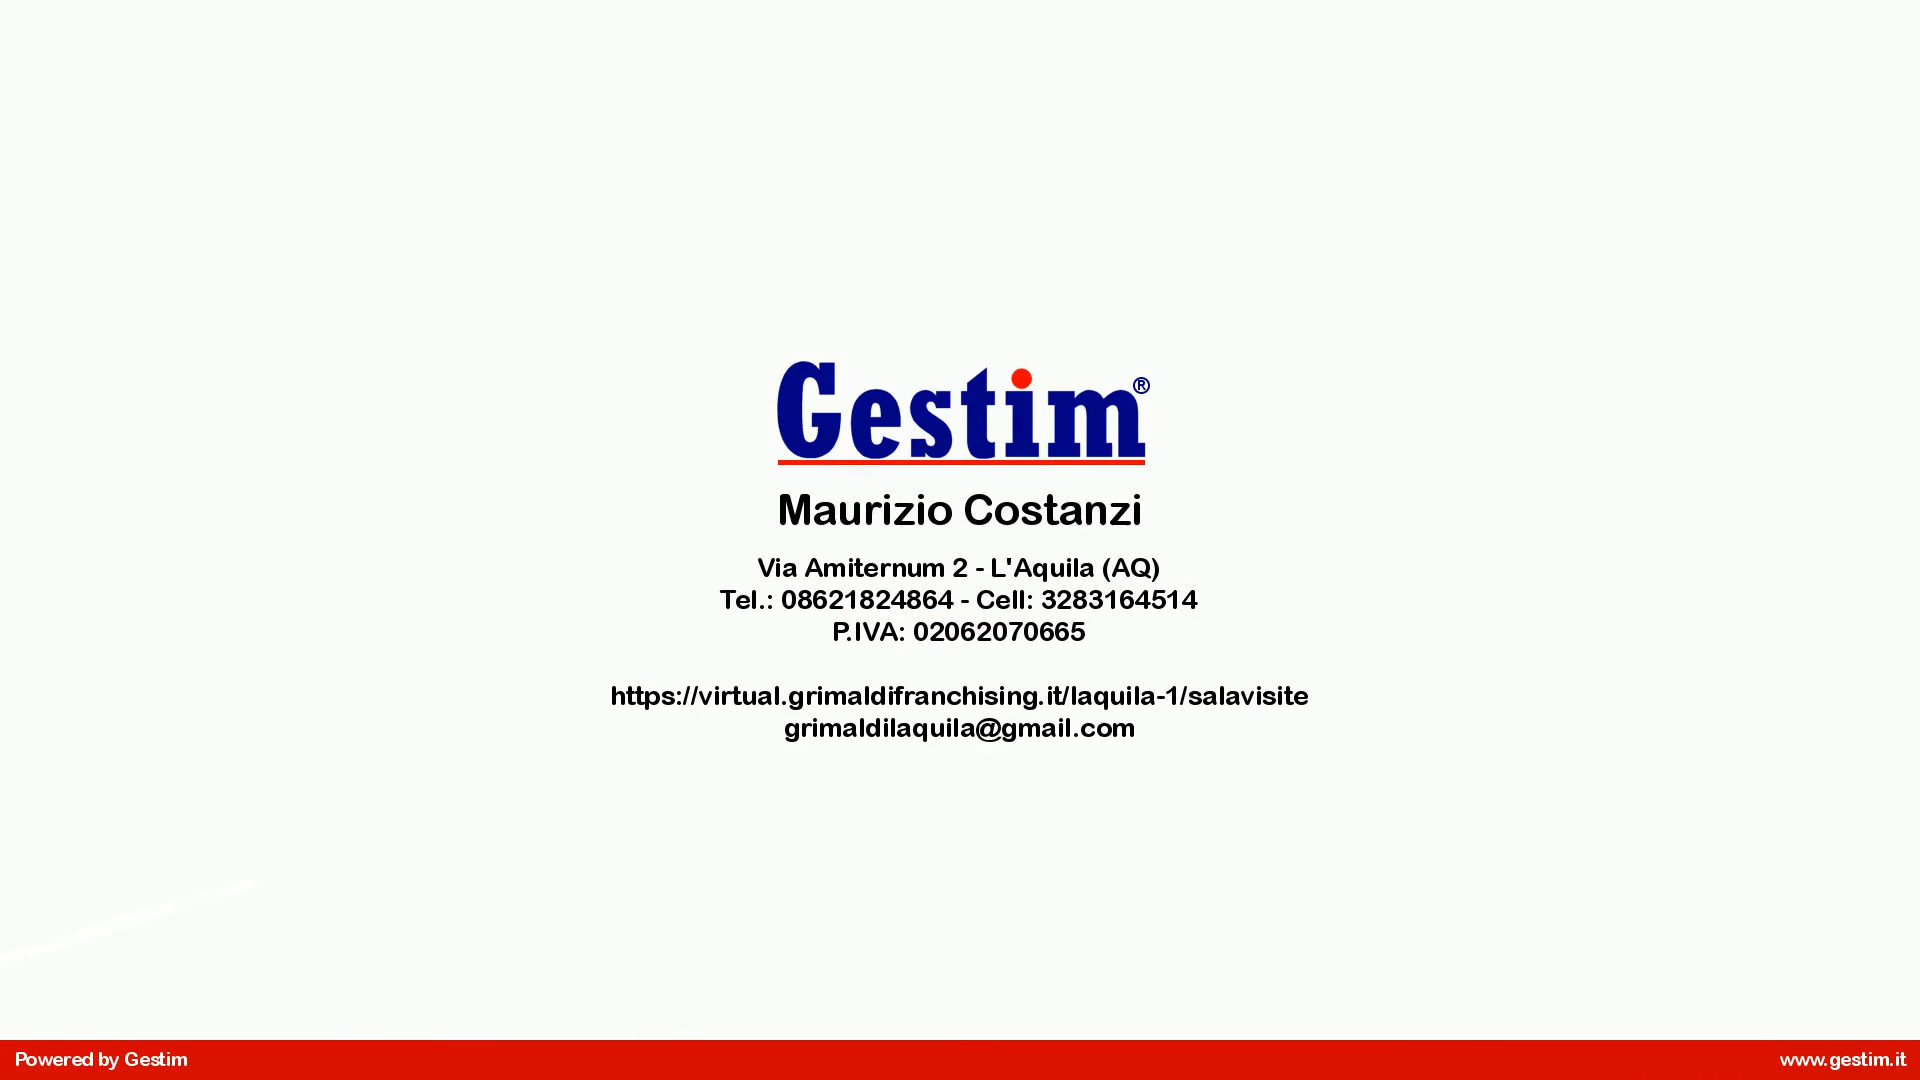 Gestim®
Maurizio Costanzi
Via Amiternum 2 - L'Aquila (AQ)
Tel.: 08621824864 - Cell: 3283164514
P.IVA: 02062070665
https://virtual.grimaldifranchising.it/laquila-1/salavisite
grimaldilaquila@gmail.com
Powered by Gestim
www.gestim.it